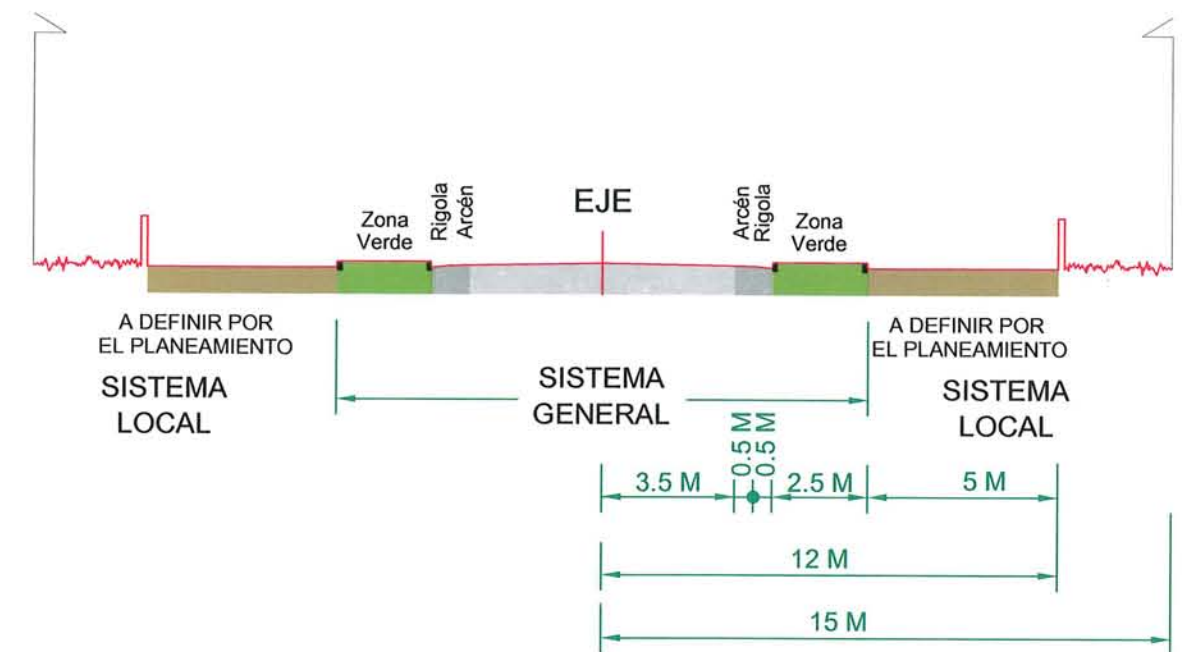 EJE
Zona
Verde
Rigola
Arcén
Arcén
Rigola
Zona
Verde
A DEFINIR POR
EL PLANEAMIENTO
SISTEMA
LOCAL
SISTEMA
GENERAL
A DEFINIR POR
EL PLANEAMIENTO
SISTEMA
LOCAL
3.5 M
0.5 M
0.5 M
2.5 M
5 M
12 M
15 M